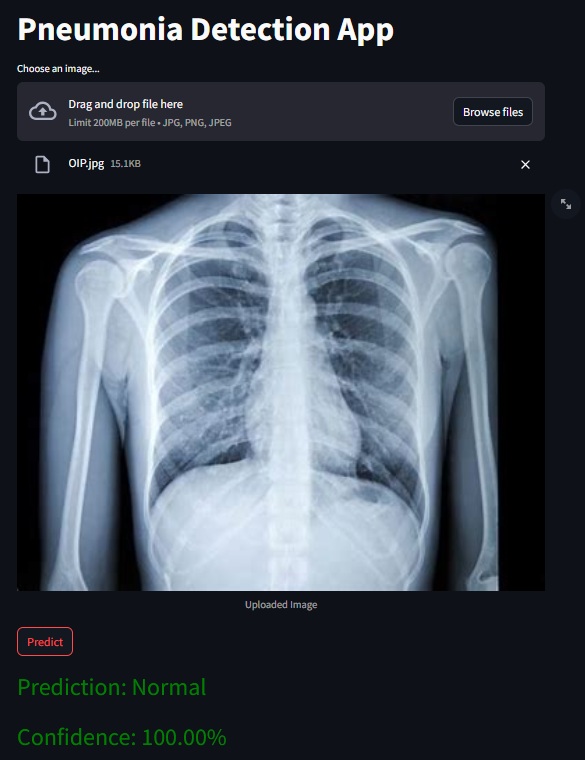 Pneumonia Detection App
Choose an image...
Drag and drop file here
Browse files
Limit 200MB per file • JPG, PNG, JPEG
OIP.jpg 15.1KB
Uploaded Image
Predict
Prediction: Normal
Confidence: 100.00%